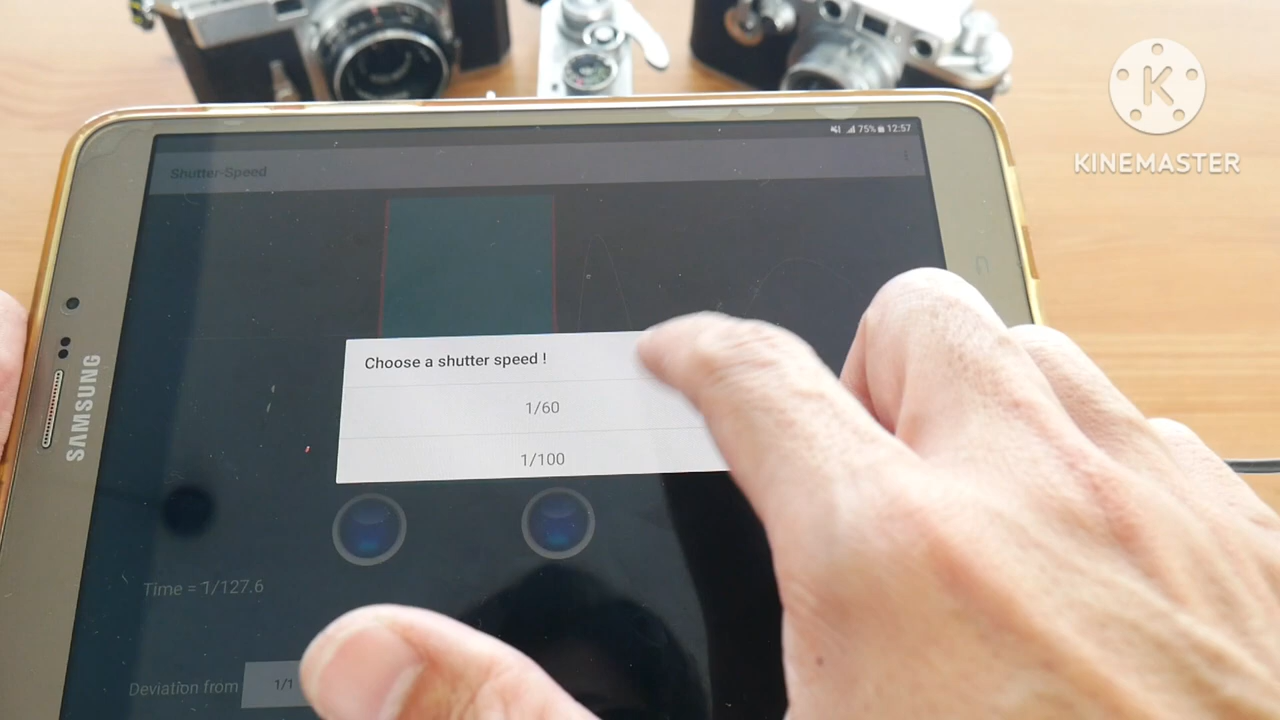 75% 12:57
Shutter-Speed
K
KINEMASTER
SAMSUNG
Choose a shutter speed !
1/60
1/100
Time = 1/127.6
Deviation from 1/1